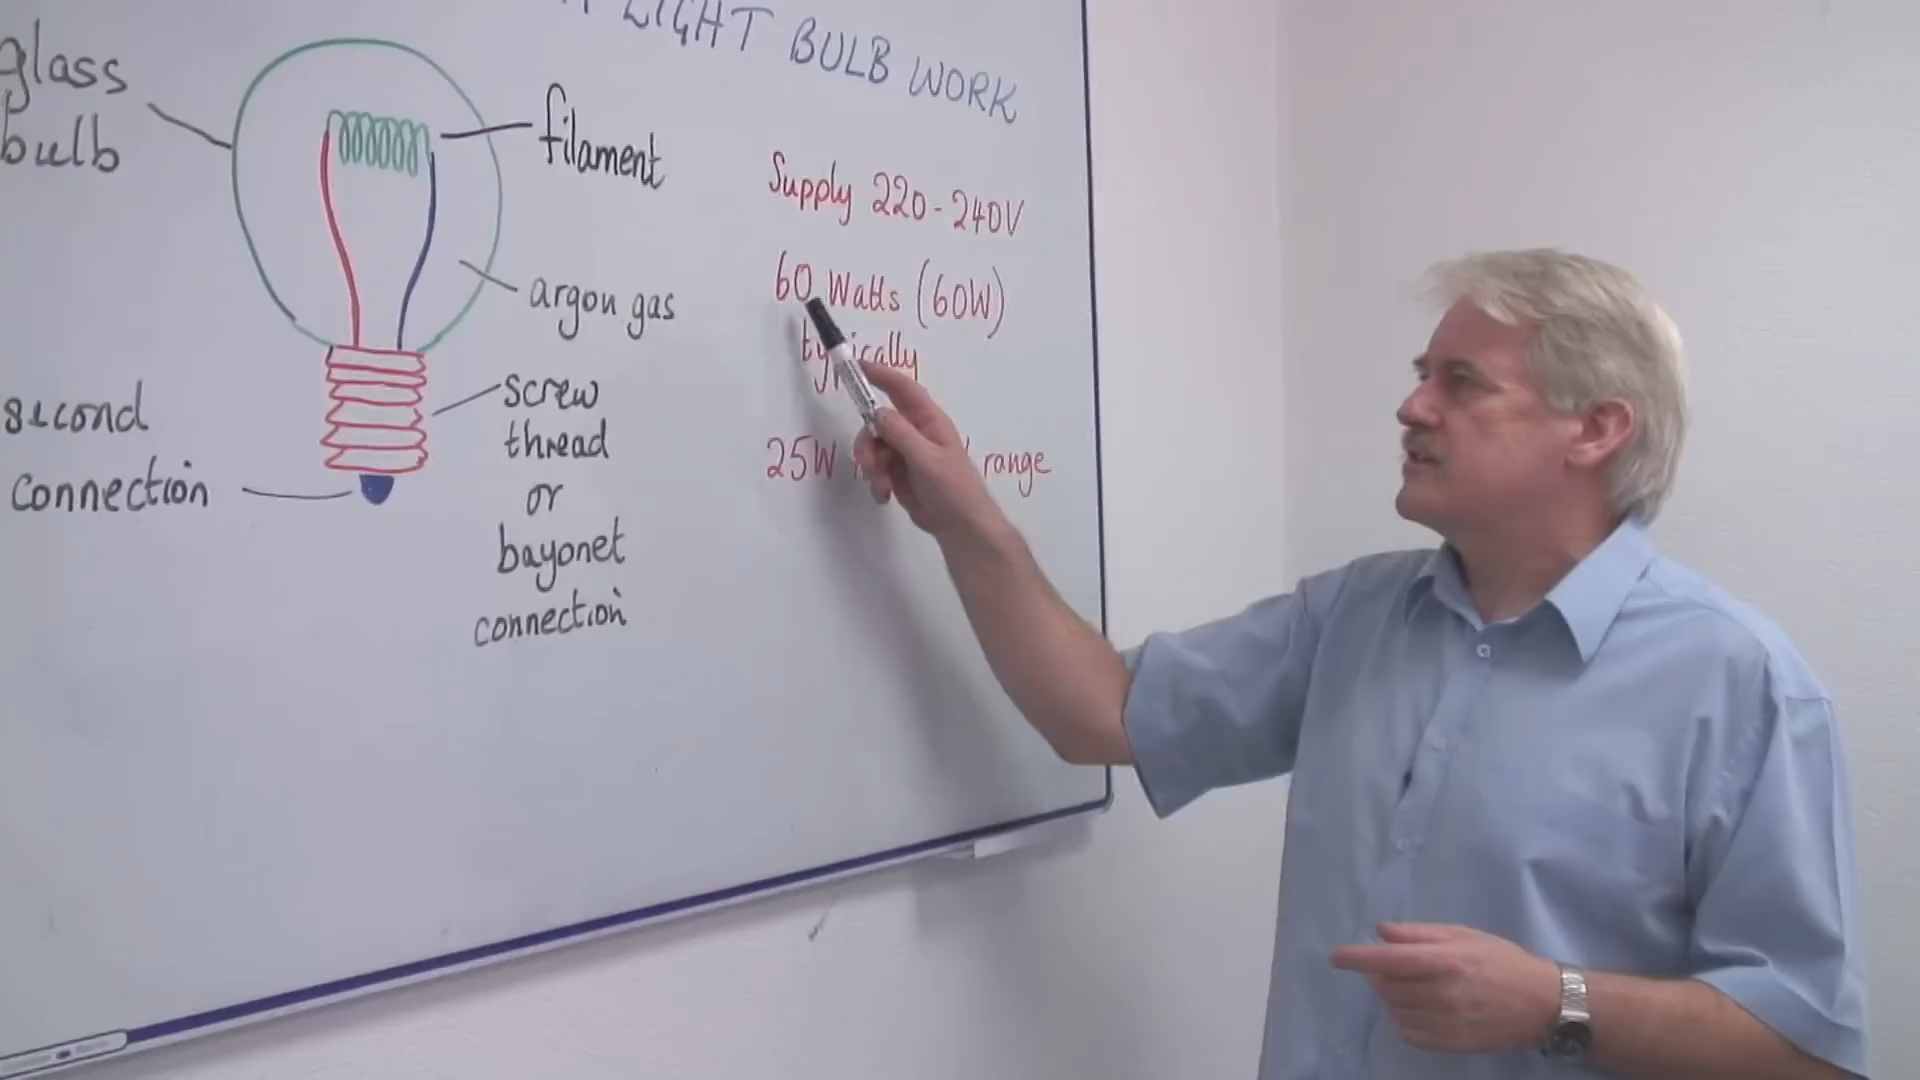 LIGHT BULB WORK
glass
bulb
filament
argon gas
screw
thread
or
bayonet
connection
second
connection
Supply 220-240V
60 Watts (60W)
typically
25W range